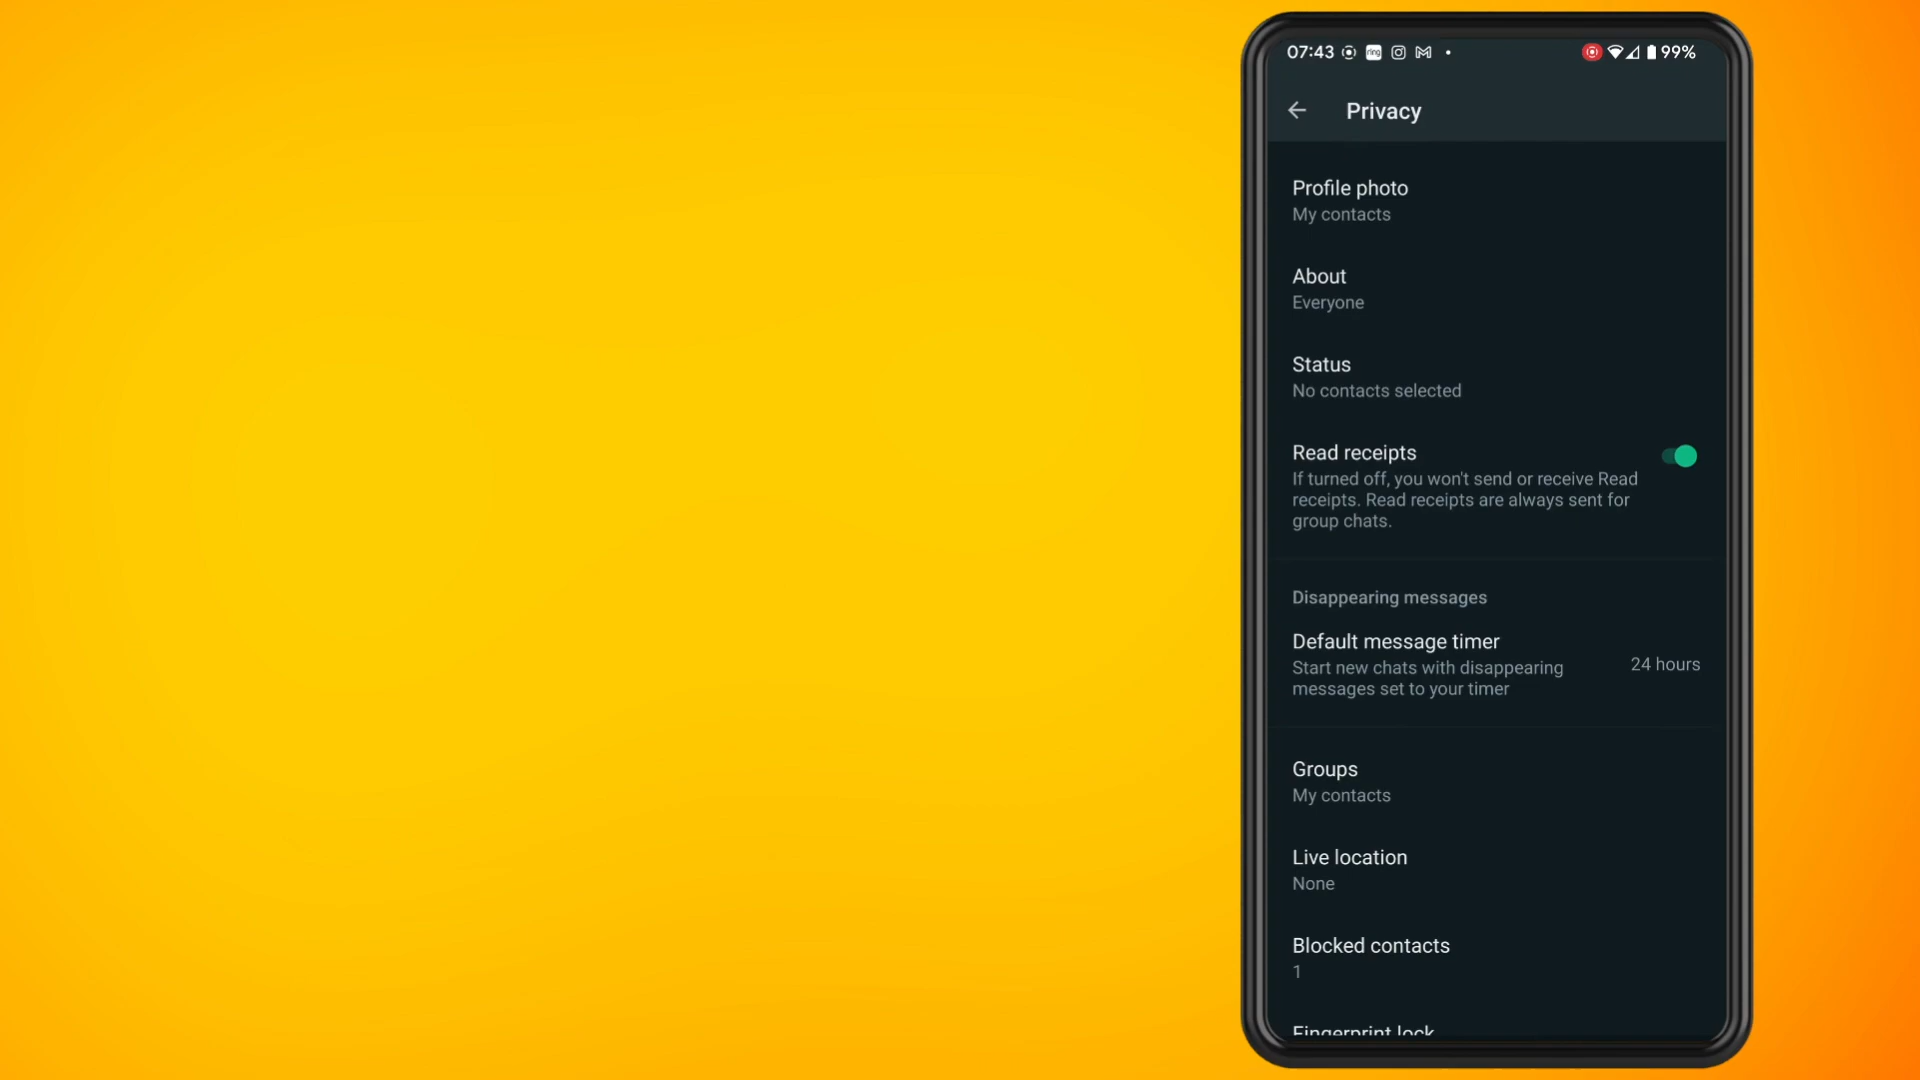 07:43 ring 99%
Privacy
Profile photo
My contacts
About
Everyone
Status
No contacts selected
Read receipts
If turned off, you won't send or receive Read
receipts. Read receipts are always sent for
group chats.
Disappearing messages
Default message timer
Start new chats with disappearing
messages set to your timer
24 hours
Groups
My contacts
Live location
None
Blocked contacts
1
Fingerprint lock